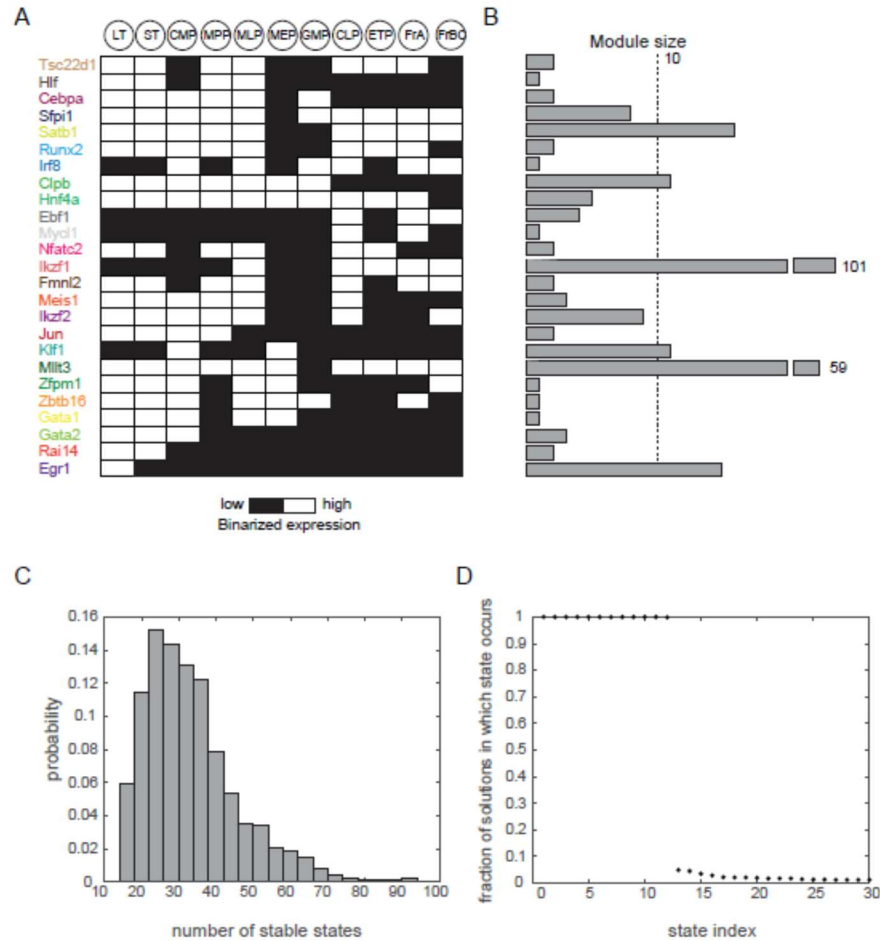 A
B
LT ST CMP MPP MLP MEP GMP CLP ETP FrA FrBC
Module size
10
Tsc22d1
Hlf
Cebpa
Sfpi1
Satb1
Runx2
Irf8
Clpb
Hnf4a
Ebf1
Mycl1
Nfatc2
Ikzf1
101
Fmnl2
Meis1
Ikzf2
Jun
Klf1
Mllt3
59
Zfpm1
Zbtb16
Gata1
Gata2
Rai14
Egr1
low high
Binarized expression
C
D
probability
0.16
0.14
0.12
0.1
0.08
0.06
0.04
0.02
0
10 20 30 40 50 60 70 80 90 100
number of stable states
fraction of solutions in which state occurs
1
0.9
0.8
0.7
0.6
0.5
0.4
0.3
0.2
0.1
0
0 5 10 15 20 25 30
state index